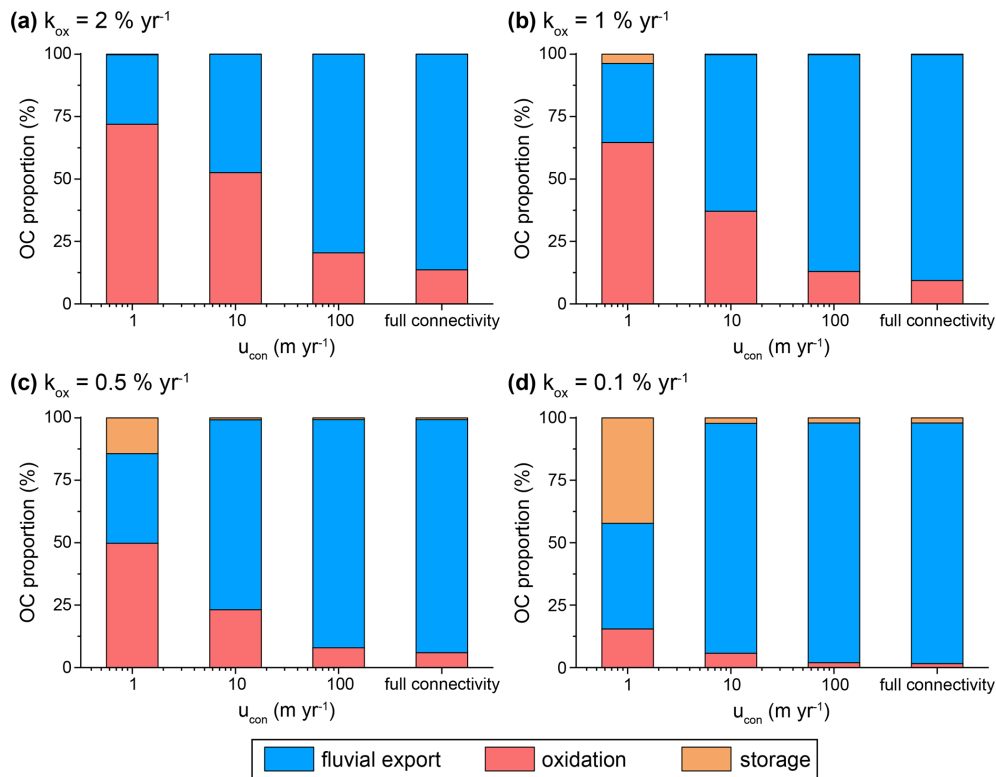 (a) kox = 2 % yr-1
100
75
50
25
0
OC proportion (%)
1 10 100 full connectivity
ucon (m yr-1)
(b) kox = 1 % yr-1
100
75
50
25
0
OC proportion (%)
1 10 100 full connectivity
ucon (m yr-1)
(c) kox = 0.5 % yr-1
100
75
50
25
0
OC proportion (%)
1 10 100 full connectivity
ucon (m yr-1)
(d) kox = 0.1 % yr-1
100
75
50
25
0
OC proportion (%)
1 10 100 full connectivity
ucon (m yr-1)
fluvial export oxidation storage